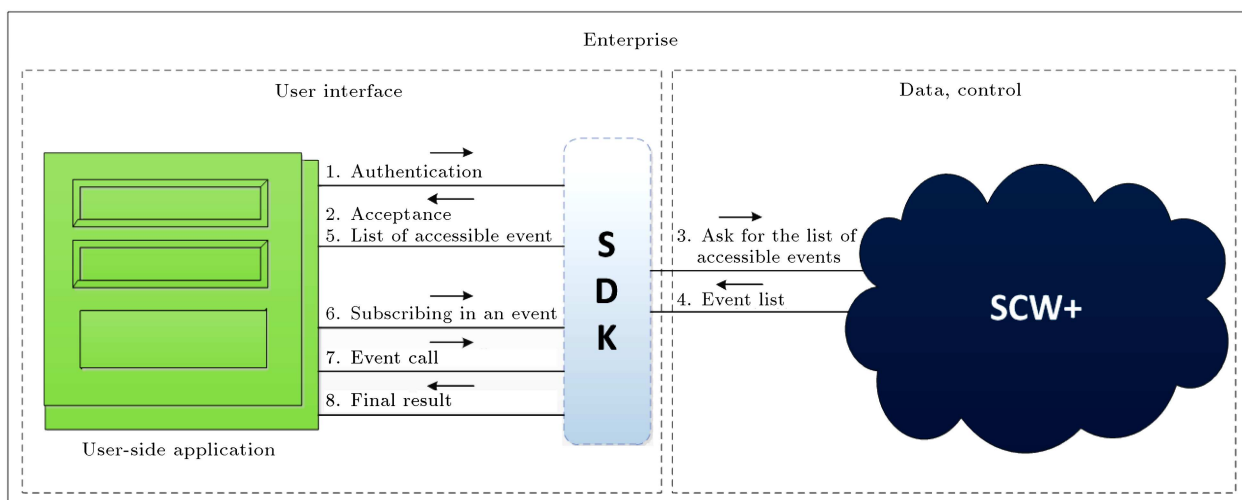 Enterprise
User interface
Data, control
1. Authentication
2. Acceptance
5. List of accessible event
3. Ask for the list of
accessible events
4. Event list
6. Subscribing in an event
7. Event call
8. Final result
S
D
K
SCW+
User-side application